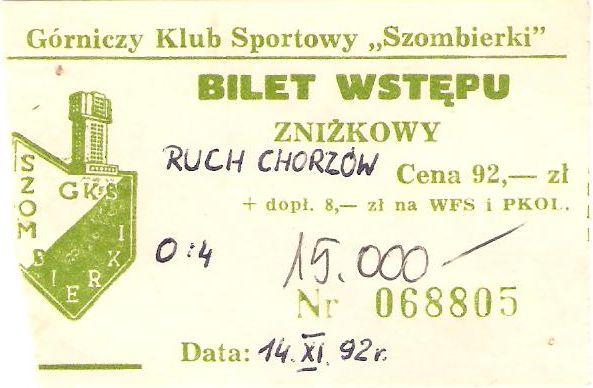 Górniczy Klub Sportowy „Szombierki”
BILET WSTĘPU
ZNIŻKOWY
RUCH CHORZÓW
Cena 92,— zł
+ dopł. 8,— zł na WFS i PKOL.
GKS
SZOMBIERKI
0:4
15.000—
Nr 068805
Data: 14. XI. 92 r.